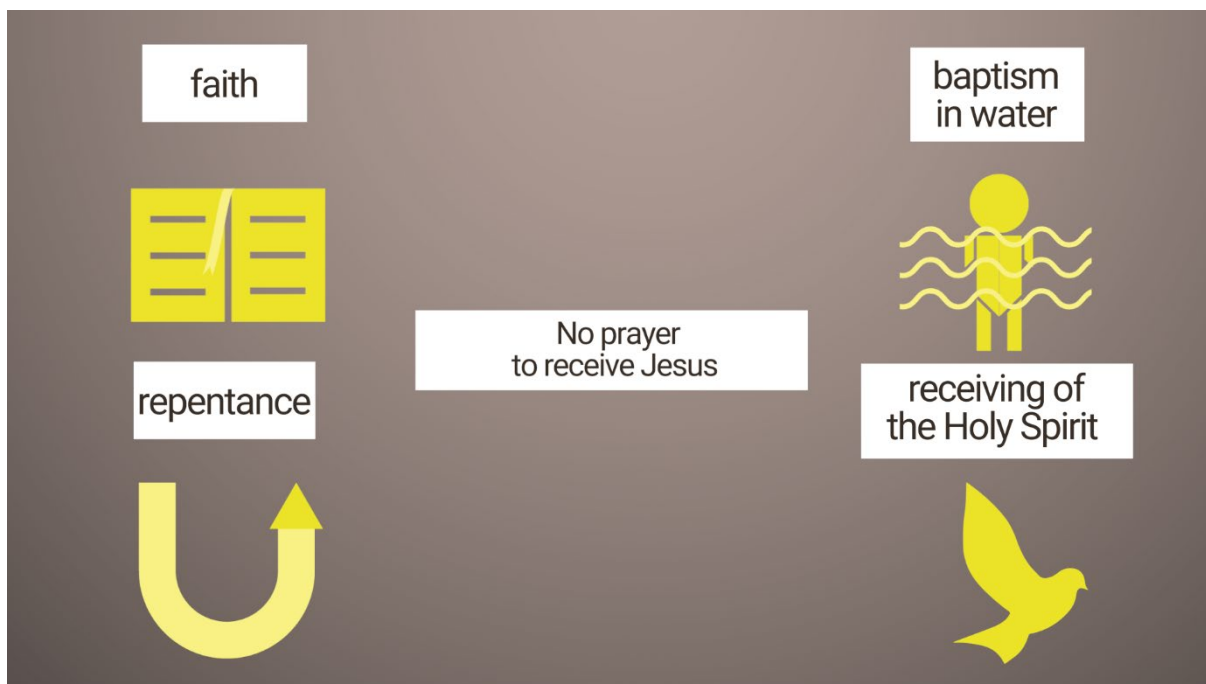 faith
repentance
No prayer
to receive Jesus
baptism
in water
receiving of
the Holy Spirit